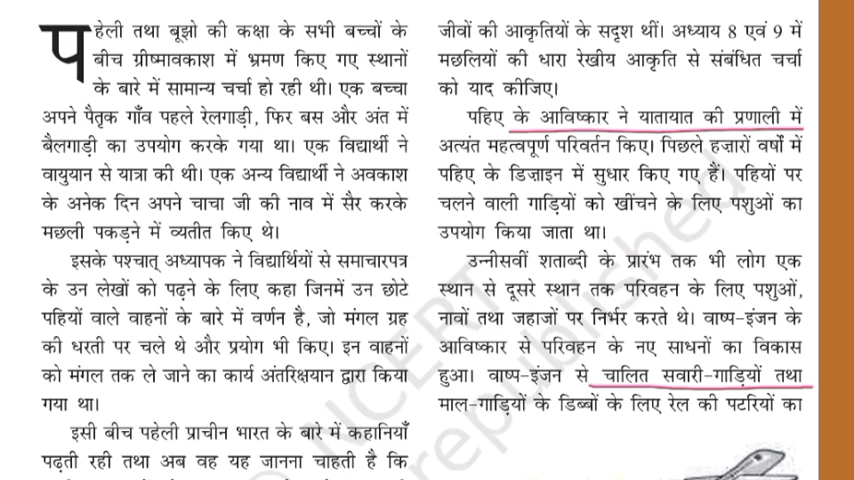 पहेली तथा बूझो की कक्षा के सभी बच्चों के
बीच ग्रीष्मावकाश में भ्रमण किए गए स्थानों
के बारे में सामान्य चर्चा हो रही थी। एक बच्चा
अपने पैतृक गाँव पहले रेलगाड़ी, फिर बस और अंत में
बैलगाड़ी का उपयोग करके गया था। एक विद्यार्थी ने
वायुयान से यात्रा की थी। एक अन्य विद्यार्थी ने अवकाश
के अनेक दिन अपने चाचा जी की नाव में सैर करके
मछली पकड़ने में व्यतीत किए थे।
इसके पश्चात् अध्यापक ने विद्यार्थियों से समाचारपत्र
के उन लेखों को पढ़ने के लिए कहा जिनमें उन छोटे
पहियों वाले वाहनों के बारे में वर्णन है, जो मंगल ग्रह
की धरती पर चले थे और प्रयोग भी किए। इन वाहनों
को मंगल तक ले जाने का कार्य अंतरिक्षयान द्वारा किया
गया था।
इसी बीच पहेली प्राचीन भारत के बारे में कहानियाँ
पढ़ती रही तथा अब वह यह जानना चाहती है कि
जीवों की आकृतियों के सदृश थीं। अध्याय 8 एवं 9 में
मछलियों की धारा रेखीय आकृति से संबंधित चर्चा
को याद कीजिए।
पहिए के आविष्कार ने यातायात की प्रणाली में
अत्यंत महत्वपूर्ण परिवर्तन किए। पिछले हज़ारों वर्षों में
पहिए के डिज़ाइन में सुधार किए गए हैं। पहियों पर
चलने वाली गाड़ियों को खींचने के लिए पशुओं का
उपयोग किया जाता था।
उन्नीसवीं शताब्दी के प्रारंभ तक भी लोग एक
स्थान से दूसरे स्थान तक परिवहन के लिए पशुओं,
नावों तथा जहाजों पर निर्भर करते थे। वाष्प-इंजन के
आविष्कार से परिवहन के नए साधनों का विकास
हुआ। वाष्प-इंजन से चालित सवारी-गाड़ियों तथा
माल-गाड़ियों के डिब्बों के लिए रेल की पटरियों का
© NCERT
republished